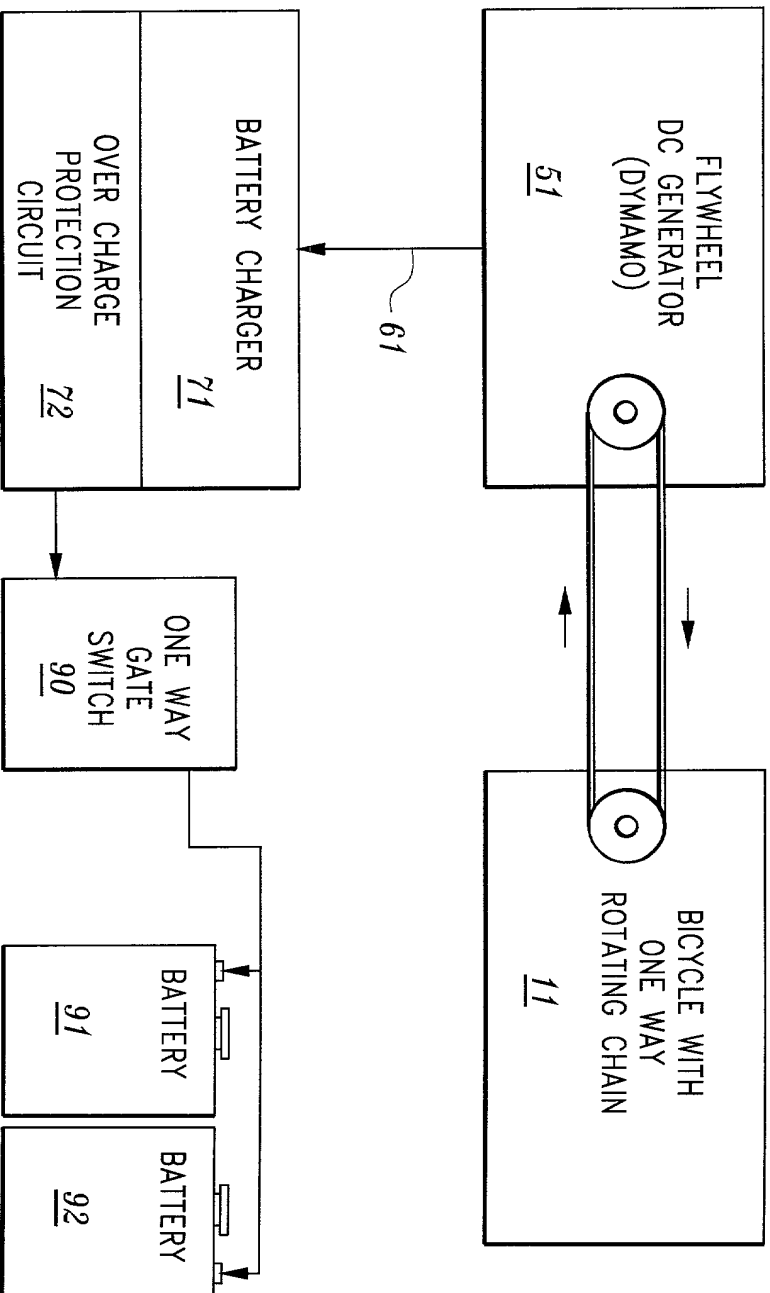 FLYWHEEL
DC GENERATOR
(DYMAMO)
51
BICYCLE WITH
ONE WAY
ROTATING CHAIN
11
61
BATTERY CHARGER
71
OVER CHARGE
PROTECTION
CIRCUIT
72
ONE WAY
GATE
SWITCH
90
BATTERY
91
BATTERY
92